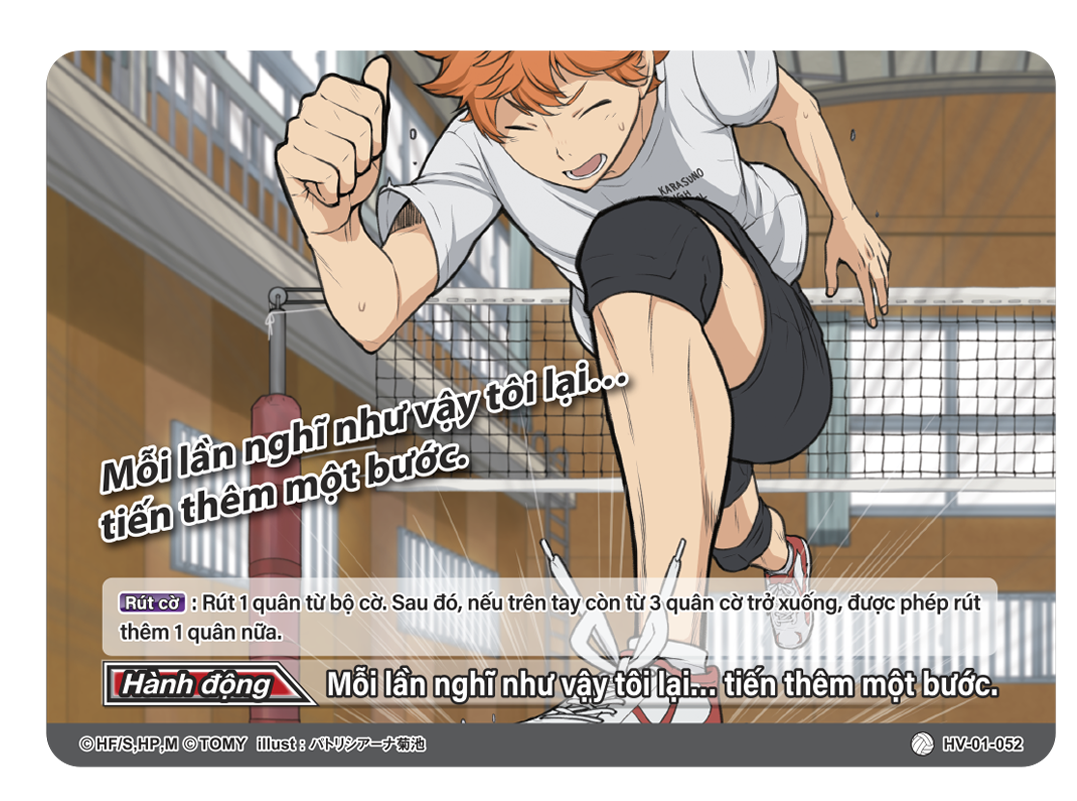 KARASUNO
Mỗi lần nghĩ như vậy tôi lại...
tiến thêm một bước.
Rút cờ : Rút 1 quân từ bộ cờ. Sau đó, nếu trên tay còn từ 3 quân cờ trở xuống, được phép rút
thêm 1 quân nữa.
Hành động Mỗi lần nghĩ như vậy tôi lại... tiến thêm một bước.
©HF/S,HP,M ©TOMY illust : パトリシアーナ菊池 HV-01-052